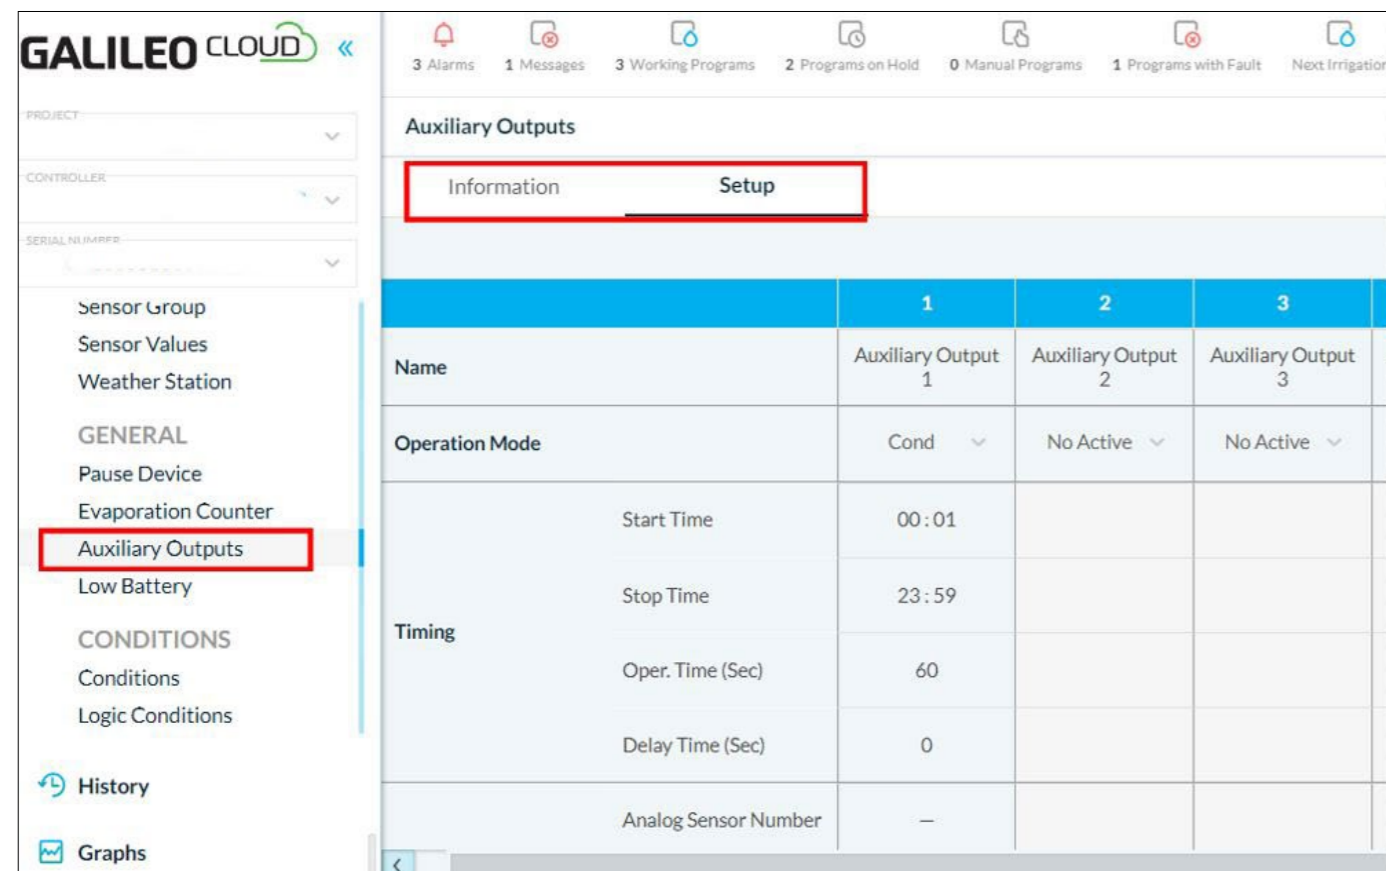 GALILEO CLOUD «
3 Alarms 1 Messages 3 Working Programs 2 Programs on Hold 0 Manual Programs 1 Programs with Fault Next Irrigation
PROJECT
CONTROLLER
SERIAL NUMBER
Sensor Group
Sensor Values
Weather Station
GENERAL
Pause Device
Evaporation Counter
Auxiliary Outputs
Low Battery
CONDITIONS
Conditions
Logic Conditions
History
Graphs
Auxiliary Outputs
Information Setup
1 2 3
Name Auxiliary Output 1 Auxiliary Output 2 Auxiliary Output 3
Operation Mode Cond No Active No Active
Timing
Start Time 00:01
Stop Time 23:59
Oper. Time (Sec) 60
Delay Time (Sec) 0
Analog Sensor Number —